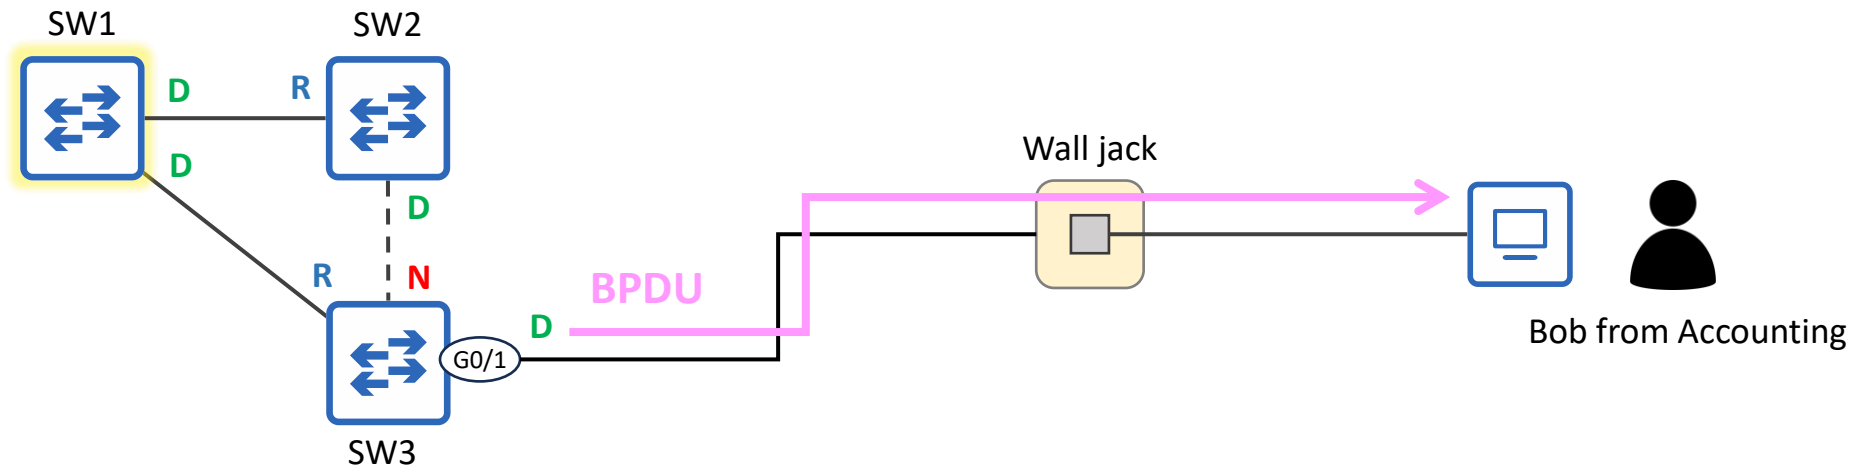 SW1
SW2
D
R
D
D
R
N
Wall jack
BPDU
D
G0/1
SW3
Bob from Accounting